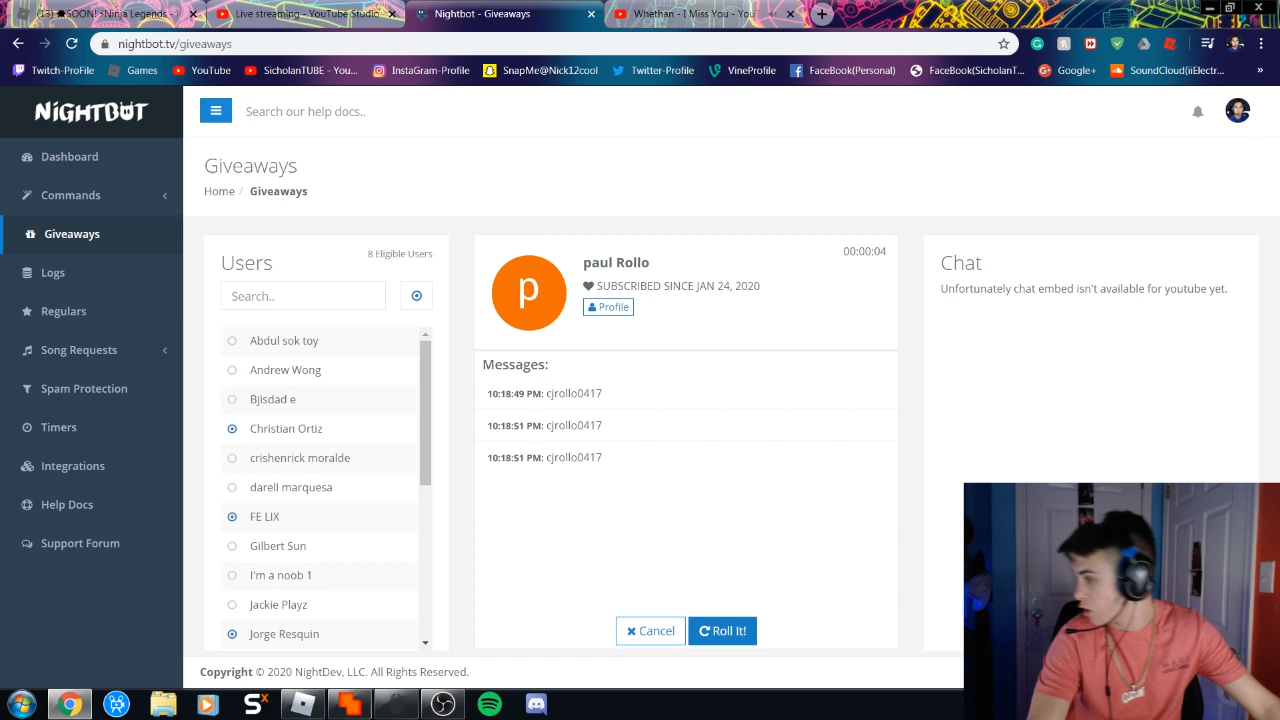 (13) ✸SOON! -Ninja Legends -
Live streaming - YouTube Studio
Nightbot - Giveaways
Whethan - I Miss You - You
nightbot.tv/giveaways
Twitch-ProFile
Games
YouTube
SicholanTUBE - You...
InstaGram-Profile
SnapMe@Nick12cool
Twitter-Profile
VineProfile
FaceBook(Personal)
FaceBook(SicholanT...
Google+
SoundCloud(iiElectr...
»
NIGHTBOT
Search our help docs..
Dashboard
Commands
Giveaways
Logs
Regulars
Song Requests
Spam Protection
Timers
Integrations
Help Docs
Support Forum
Giveaways
Home / Giveaways
Users
8 Eligible Users
Search..
Abdul sok toy
Andrew Wong
Bjisdad e
Christian Ortiz
crishenrick moralde
darell marquesa
FE LIX
Gilbert Sun
I'm a noob 1
Jackie Playz
Jorge Resquin
p
paul Rollo
00:00:04
SUBSCRIBED SINCE JAN 24, 2020
Profile
Messages:
10:18:49 PM: cjrollo0417
10:18:51 PM: cjrollo0417
10:18:51 PM: cjrollo0417
Cancel
Roll It!
Chat
Unfortunately chat embed isn't available for youtube yet.
Copyright © 2020 NightDev, LLC. All Rights Reserved.